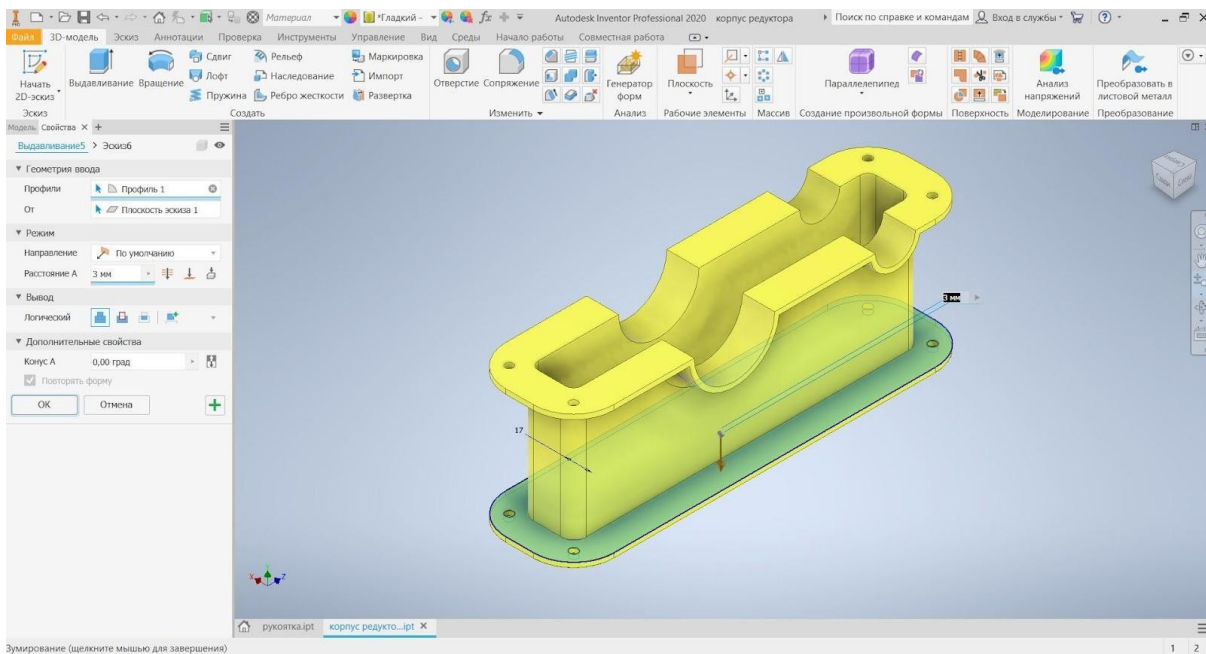 Материал
*Гладкий -
Autodesk Inventor Professional 2020 корпус редуктора
Поиск по справке и командам
Вход в службы
Файл 3D-модель Эскиз Аннотации Проверка Инструменты Управление Вид Среды Начало работы Совместная работа
Начать 2D-эскиз
Выдавливание Вращение
Сдвиг
Лофт
Пружина
Рельеф
Наследование
Ребро жесткости
Маркировка
Импорт
Развертка
Отверстие Сопряжение
Генератор форм
Плоскость
Параллелепипед
Анализ напряжений
Преобразовать в листовой металл
Эскиз Создать Изменить Анализ Рабочие элементы Массив Создание произвольной формы Поверхность Моделирование Преобразование
Модель Свойства X +
Выдавливание5 > Эскиз6
Геометрия ввода
Профили Профиль 1
От Плоскость эскиза 1
Режим
Направление По умолчанию
Расстояние A 3 мм
Вывод
Логический
Дополнительные свойства
Конус A 0,00 град
Повторять форму
ОК Отмена
3 мм
17
X Y Z
рукоятка.ipt корпус редукто...ipt X
Зумирование (щелкните мышью для завершения)
1 2